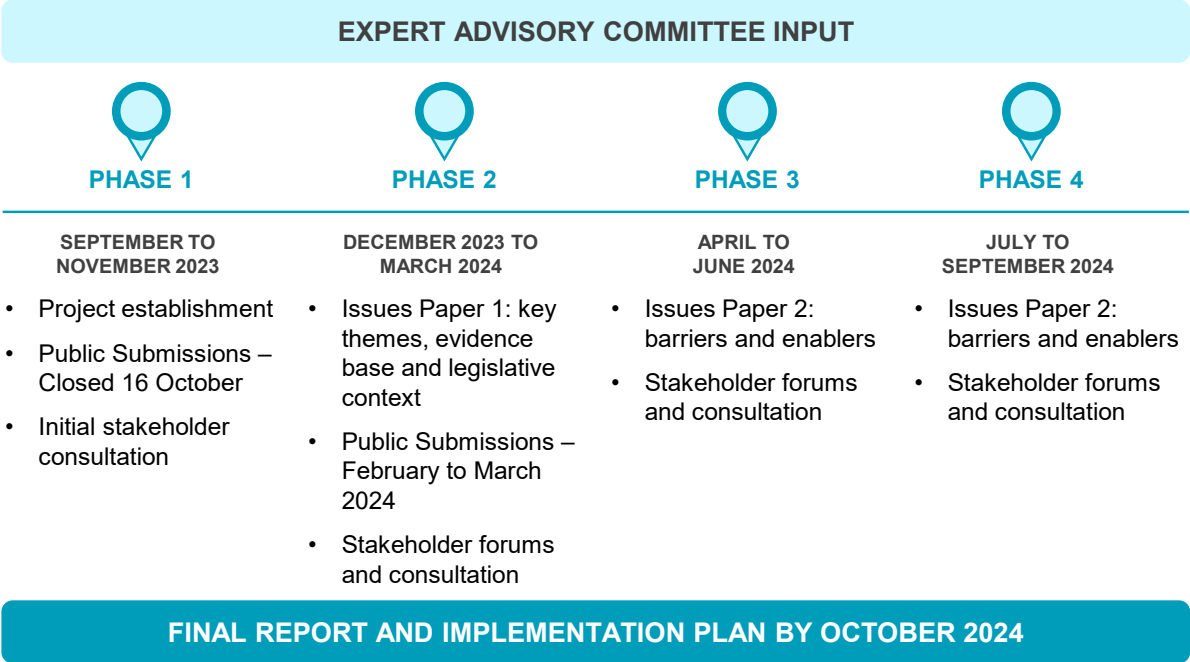 EXPERT ADVISORY COMMITTEE INPUT
PHASE 1
SEPTEMBER TO
NOVEMBER 2023
• Project establishment
• Public Submissions –
Closed 16 October
• Initial stakeholder
consultation
PHASE 2
DECEMBER 2023 TO
MARCH 2024
• Issues Paper 1: key
themes, evidence
base and legislative
context
• Public Submissions –
February to March
2024
• Stakeholder forums
and consultation
PHASE 3
APRIL TO
JUNE 2024
• Issues Paper 2:
barriers and enablers
• Stakeholder forums
and consultation
PHASE 4
JULY TO
SEPTEMBER 2024
• Issues Paper 2:
barriers and enablers
• Stakeholder forums
and consultation
FINAL REPORT AND IMPLEMENTATION PLAN BY OCTOBER 2024